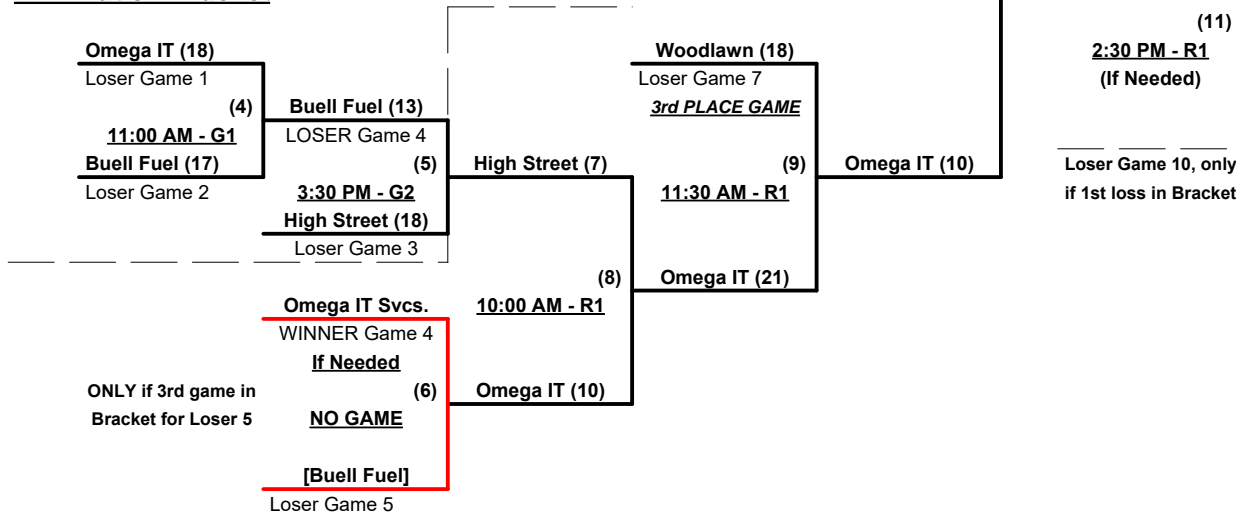 (11)
Omega IT (18)
Woodlawn (18)
2:30 PM - R1
Loser Game 1
Loser Game 7
(If Needed)
(4)
Buell Fuel (13)
3rd PLACE GAME
11:00 AM - G1
LOSER Game 4
Buell Fuel (17)
(5)
High Street (7)
(9)
Omega IT (10)
Loser Game 10, only
Loser Game 2
3:30 PM - G2
11:30 AM - R1
if 1st loss in Bracket
High Street (18)
Loser Game 3
(8)
Omega IT (21)
Omega IT Svcs.
10:00 AM - R1
WINNER Game 4
If Needed
ONLY if 3rd game in
(6)
Omega IT (10)
Bracket for Loser 5
NO GAME
[Buell Fuel]
Loser Game 5